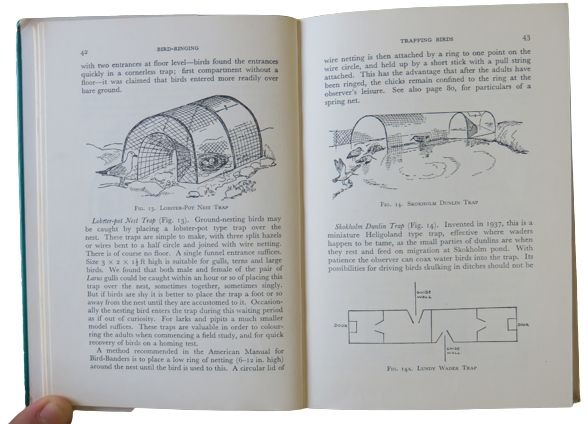 42
BIRD-RINGING
with two entrances at floor level—birds found the entrances
quickly in a cornerless trap; first compartment without a
floor—it was claimed that birds entered more readily over
bare ground.
FIG. 13. LOBSTER-POT NEST TRAP
Lobster-pot Nest Trap (Fig. 13). Ground-nesting birds may
be caught by placing a lobster-pot type trap over the
nest. These traps are simple to make, with three split hazels
or wires bent to a half circle and joined with wire netting.
There is of course no floor. A single funnel entrance suffices.
Size 3 × 2 × 1½ ft high is suitable for gulls, terns and large
birds. We found that both male and female of the pair of
Larus gulls could be caught within an hour or so of placing this
trap over the nest, sometimes together, sometimes singly.
But if birds are shy it is better to place the trap a foot or so
away from the nest until they are accustomed to it. Occasion-
ally the nesting bird enters the trap during this waiting period
as if out of curiosity. For larks and pipits a much smaller
model suffices. These traps are valuable in order to colour-
ring the adults when commencing a field study, and for quick
recovery of birds on a homing test.
A method recommended in the American Manual for
Bird-Banders is to place a low ring of netting (6-12 in. high)
around the nest until the bird is used to this. A circular lid of
TRAPPING BIRDS
43
wire netting is then attached by a ring to one point on the
wire circle, and held up by a short stick with a pull string
attached. This has the advantage that after the adults have
been ringed, the chicks remain confined to the ring at the
observer's leisure. See also page 80, for particulars of a
spring net.
FIG. 14. SKOKHOLM DUNLIN TRAP
Skokholm Dunlin Trap (Fig. 14). Invented in 1937, this is a
miniature Heligoland type trap, effective where waders
happen to be tame, as the small parties of dunlins are when
they rest and feed on migration at Skokholm pond. With
patience the observer can coax water birds into the trap. Its
possibilities for driving birds skulking in ditches should not be
GUIDE
WALL
DOOR
DOOR
GUIDE
WALL
FIG. 14A. LUNDY WADER TRAP